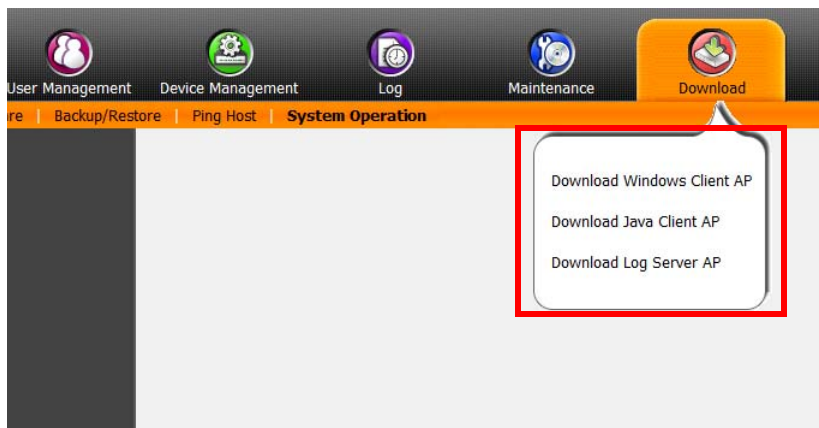 User Management Device Management Log Maintenance Download
re | Backup/Restore | Ping Host | System Operation
Download Windows Client AP
Download Java Client AP
Download Log Server AP